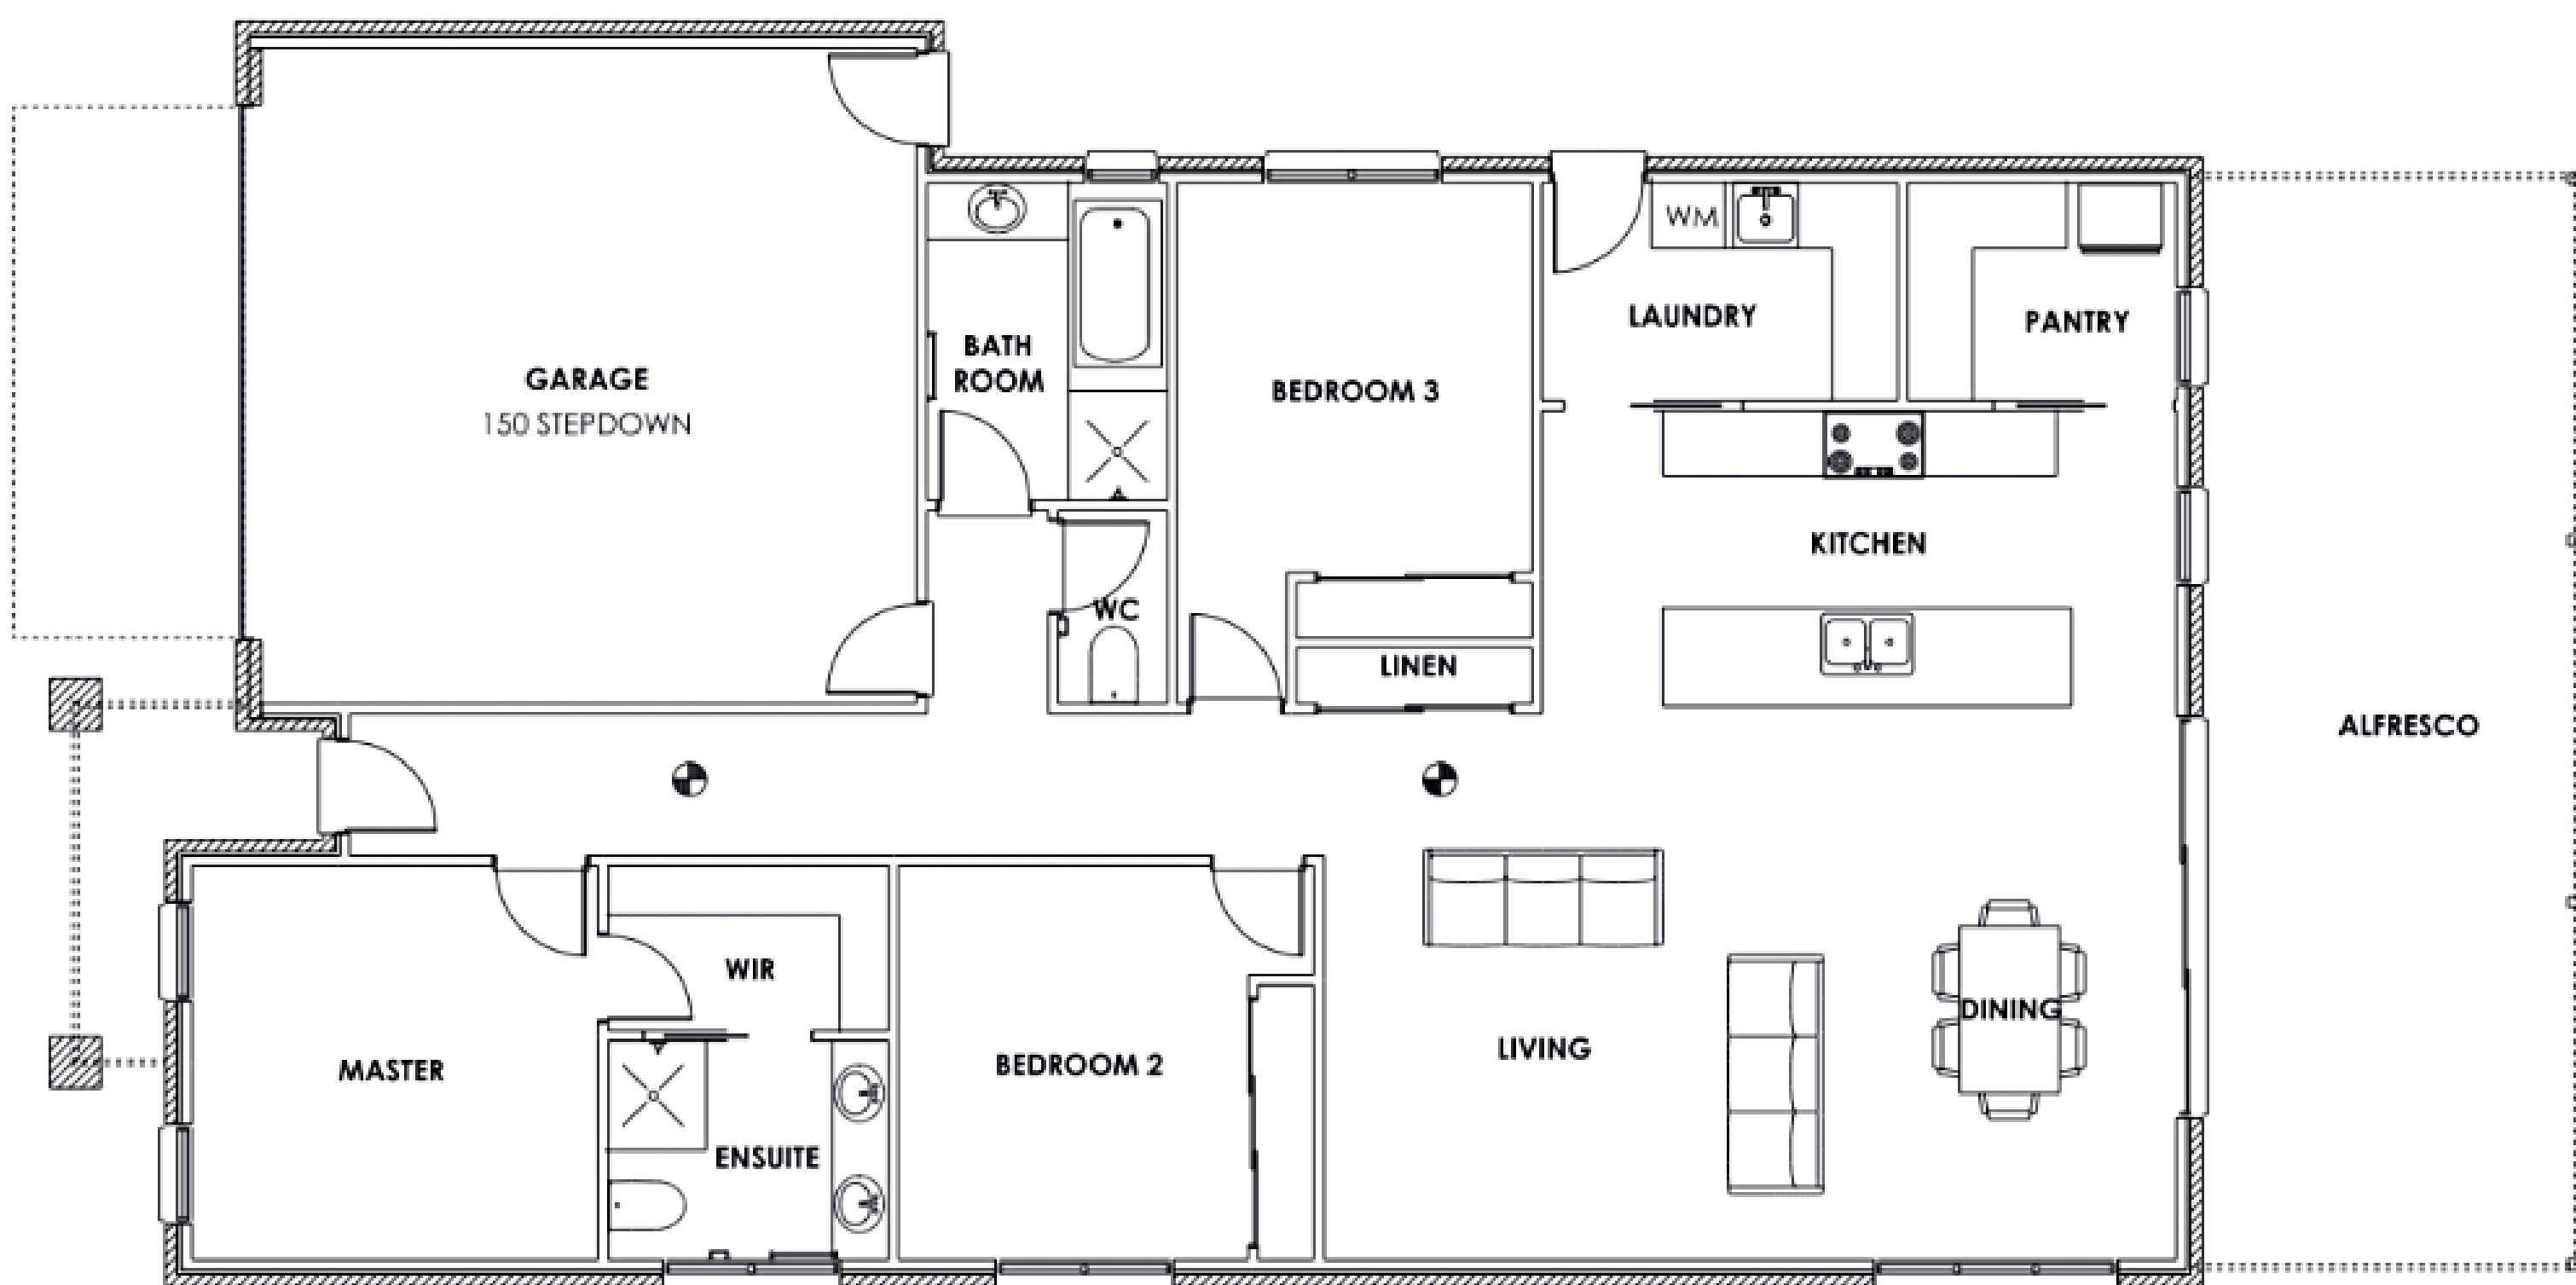 GARAGE
150 STEPDOWN
BATH
ROOM
BEDROOM 3
LAUNDRY
WM
PANTRY
KITCHEN
WC
LINEN
ALFRESCO
MASTER
WIR
ENSUITE
BEDROOM 2
LIVING
DINING